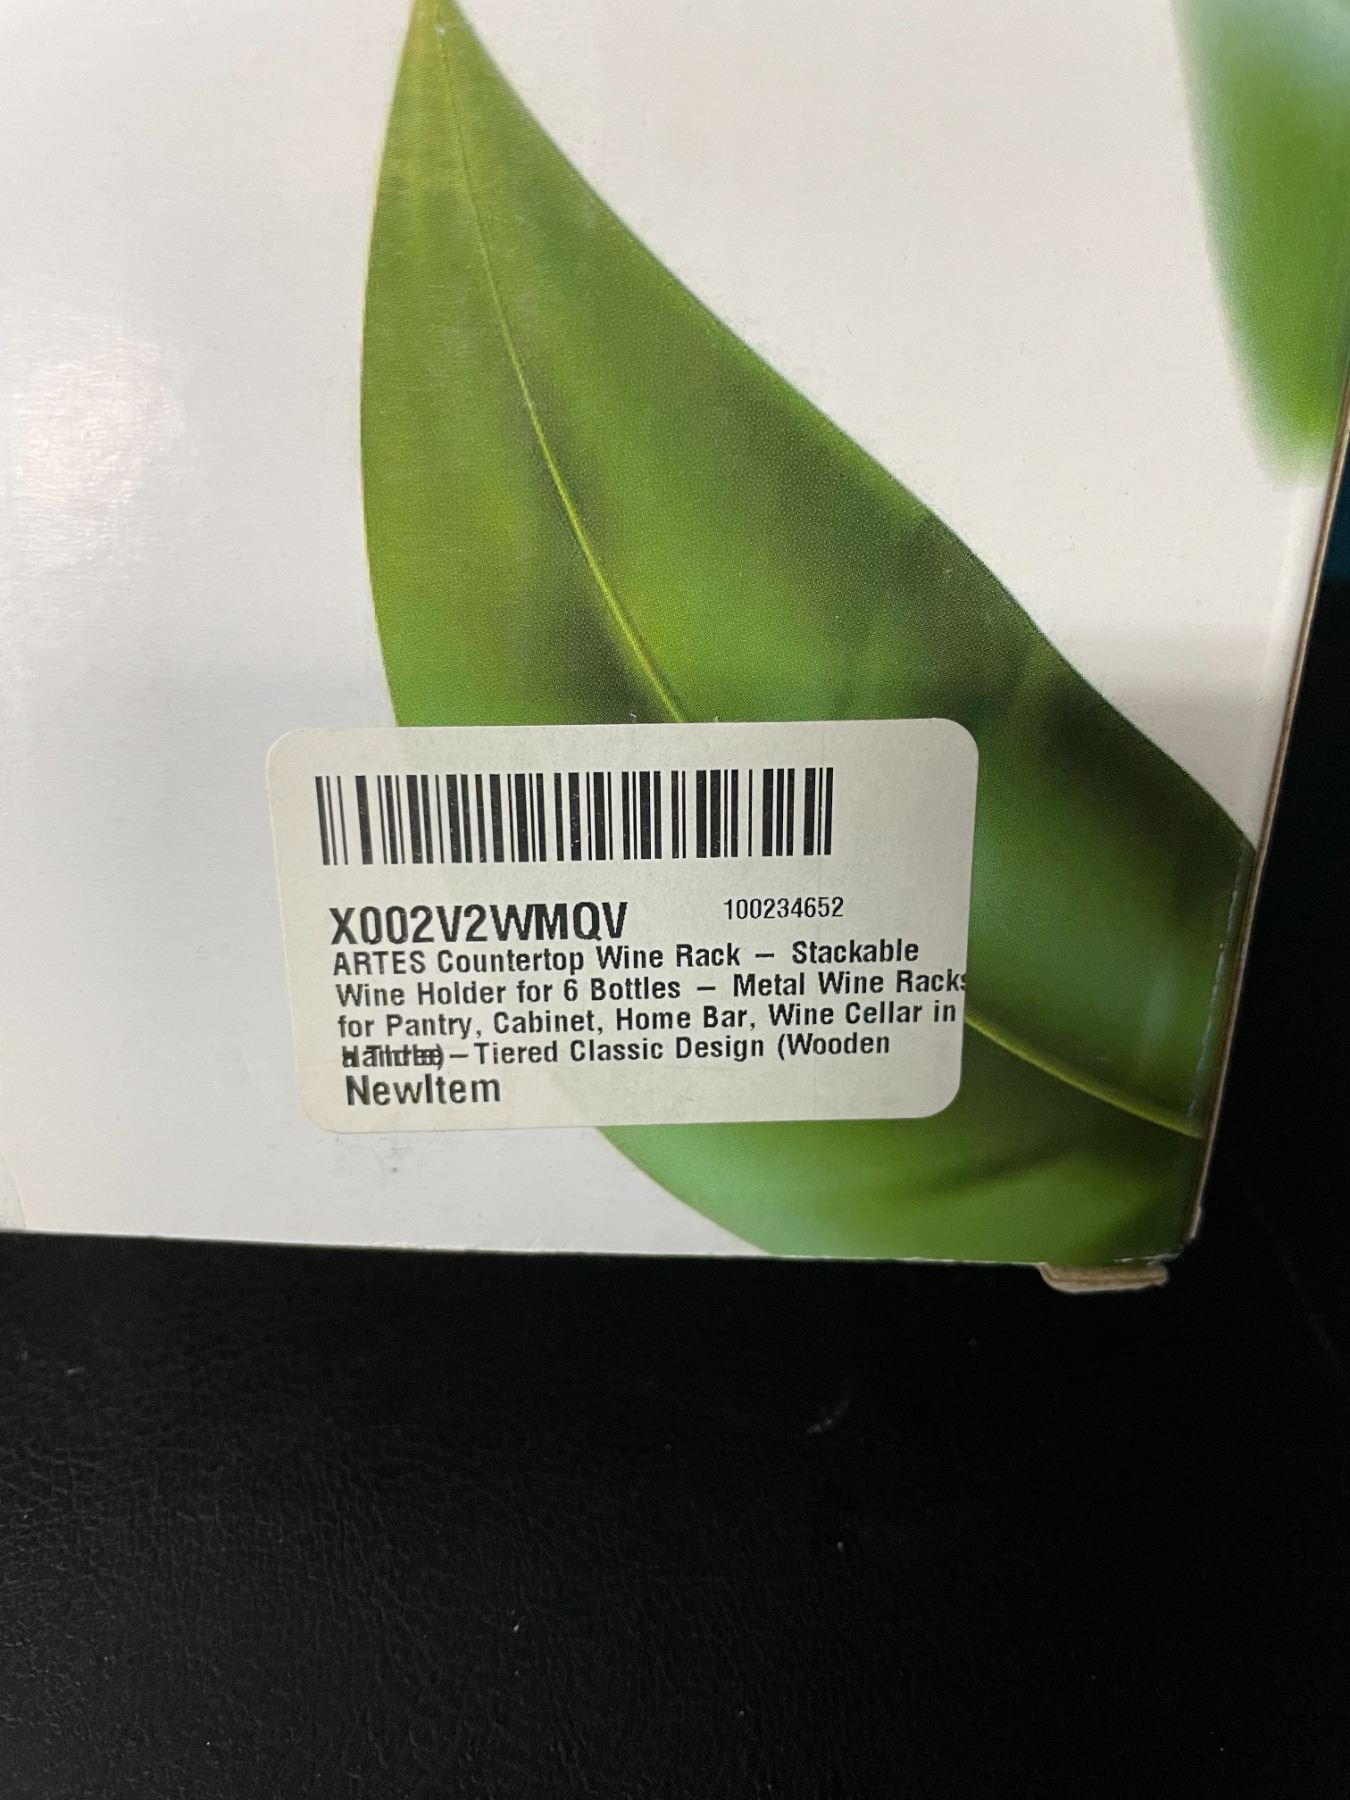 X002V2WMQV 100234652
ARTES Countertop Wine Rack – Stackable
Wine Holder for 6 Bottles – Metal Wine Racks
for Pantry, Cabinet, Home Bar, Wine Cellar in
– Tiered Classic Design (Wooden
NewItem